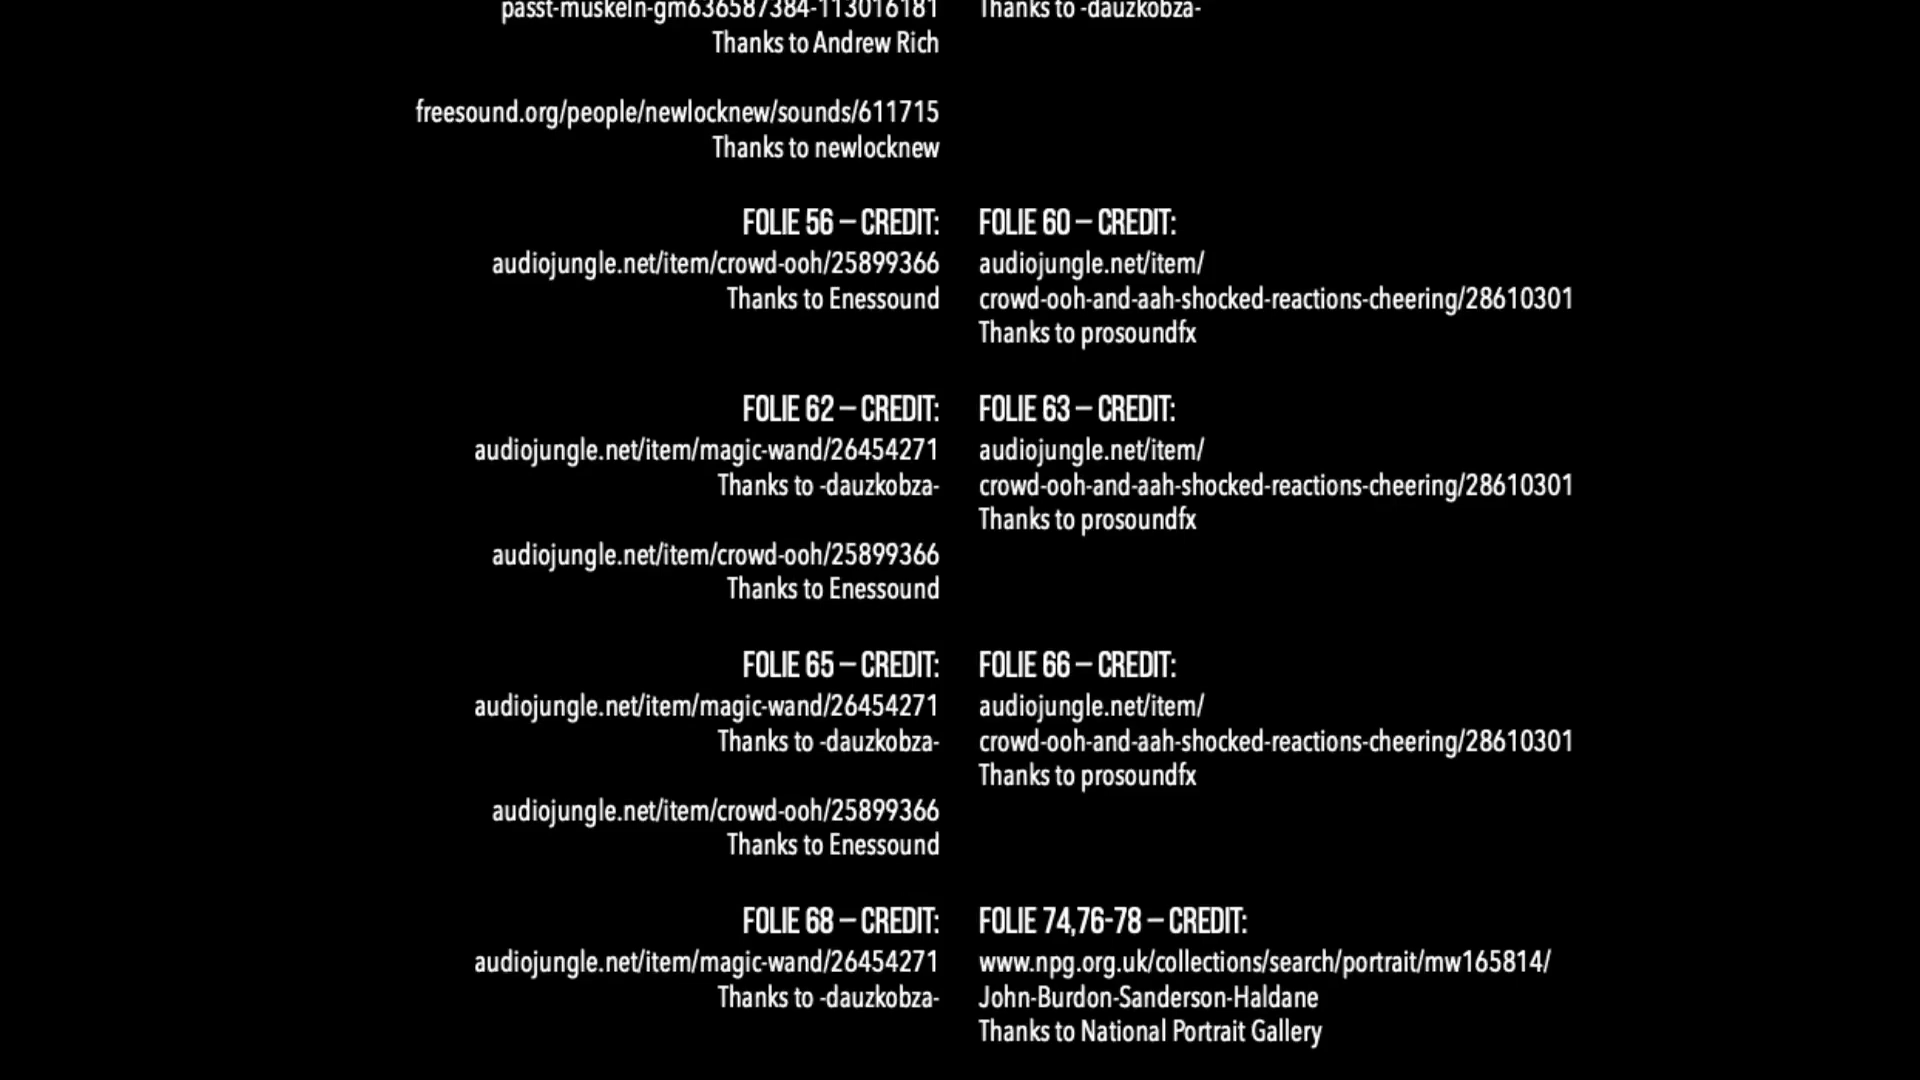 passt-muskeln-gm636587384-113016181
Thanks to Andrew Rich
freesound.org/people/newlocknew/sounds/611715
Thanks to newlocknew
Thanks to -dauzkobza-
FOLIE 56 – CREDIT:
audiojungle.net/item/crowd-ooh/25899366
Thanks to Enessound
FOLIE 60 – CREDIT:
audiojungle.net/item/
crowd-ooh-and-aah-shocked-reactions-cheering/28610301
Thanks to prosoundfx
FOLIE 62 – CREDIT:
audiojungle.net/item/magic-wand/26454271
Thanks to -dauzkobza-
audiojungle.net/item/crowd-ooh/25899366
Thanks to Enessound
FOLIE 63 – CREDIT:
audiojungle.net/item/
crowd-ooh-and-aah-shocked-reactions-cheering/28610301
Thanks to prosoundfx
FOLIE 65 – CREDIT:
audiojungle.net/item/magic-wand/26454271
Thanks to -dauzkobza-
audiojungle.net/item/crowd-ooh/25899366
Thanks to Enessound
FOLIE 66 – CREDIT:
audiojungle.net/item/
crowd-ooh-and-aah-shocked-reactions-cheering/28610301
Thanks to prosoundfx
FOLIE 68 – CREDIT:
audiojungle.net/item/magic-wand/26454271
Thanks to -dauzkobza-
FOLIE 74,76-78 – CREDIT:
www.npg.org.uk/collections/search/portrait/mw165814/
John-Burdon-Sanderson-Haldane
Thanks to National Portrait Gallery